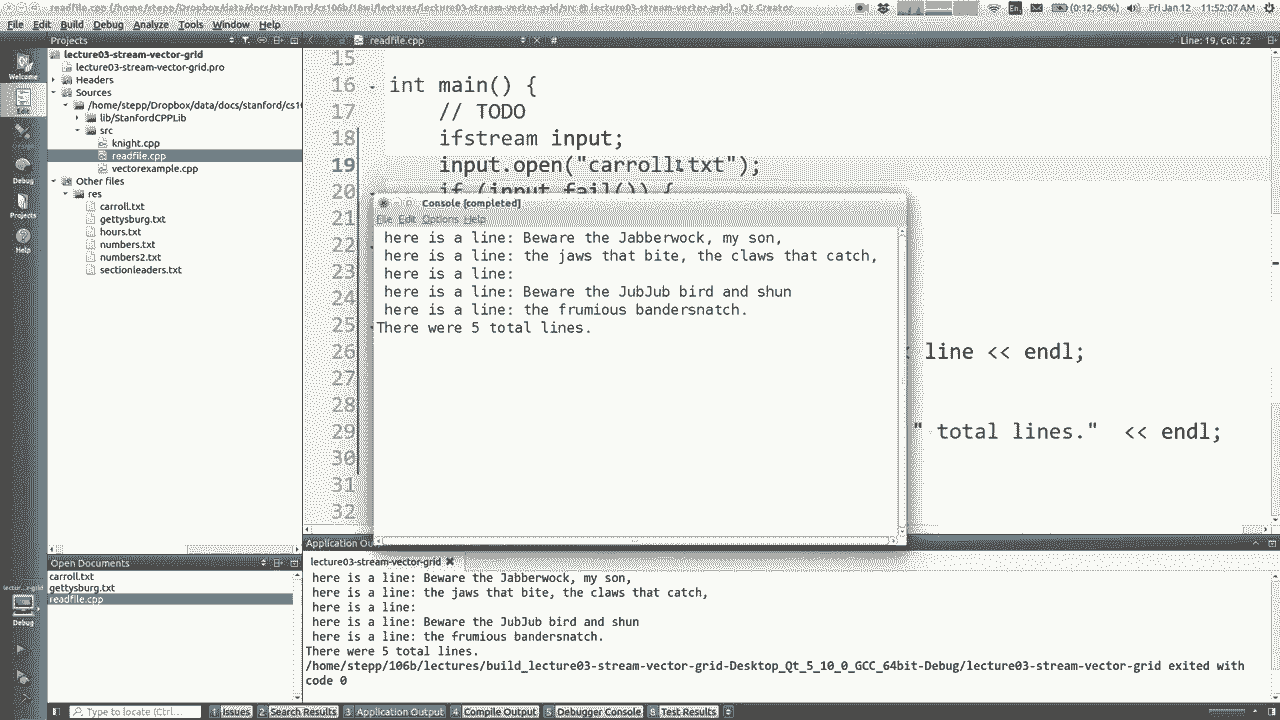 readfile.cpp (~/Dropbox/data/docs/stanford/cs106b/18wi/lectures/lecture03-stream-vector-grid/src @ lecture03-stream-vector-grid) - Qt Creator
En
(0:12, 96%)
Fri Jan 12 11:52:07 AM
File Edit Build Debug Analyze Tools Window Help
Projects
readfile.cpp
#
Line: 19, Col: 22
Welcome
Edit
Debug
Projects
Help
lecture03-stream-vector-grid
lecture03-stream-vector-grid.pro
Headers
Sources
/home/stepp/Dropbox/data/docs/stanford/cs10
lib/StanfordCPPLib
src
knight.cpp
readfile.cpp
vectorexample.cpp
Other files
res
carroll.txt
gettysburg.txt
hours.txt
numbers.txt
numbers2.txt
sectionleaders.txt
15
16 int main() {
17 // TODO
18 ifstream input;
19 input.open("carroll.txt");
20 if (input.fail()) {
21
22
23
24
25
26 line << endl;
27
28
29 " total lines." << endl;
30
31
32
Console [completed]
File Edit Options Help
here is a line: Beware the Jabberwock, my son,
here is a line: the jaws that bite, the claws that catch,
here is a line:
here is a line: Beware the JubJub bird and shun
here is a line: the frumious bandersnatch.
There were 5 total lines.
Open Documents
carroll.txt
gettysburg.txt
readfile.cpp
lectur...r-grid
Debug
Application Ou
lecture03-stream-vector-grid
here is a line: Beware the Jabberwock, my son,
here is a line: the jaws that bite, the claws that catch,
here is a line:
here is a line: Beware the JubJub bird and shun
here is a line: the frumious bandersnatch.
There were 5 total lines.
/home/stepp/106b/lectures/build_lecture03-stream-vector-grid-Desktop_Qt_5_10_0_GCC_64bit-Debug/lecture03-stream-vector-grid exited with
code 0
Type to locate (Ctrl...
1 Issues 2 Search Results 3 Application Output 4 Compile Output 5 Debugger Console 8 Test Results